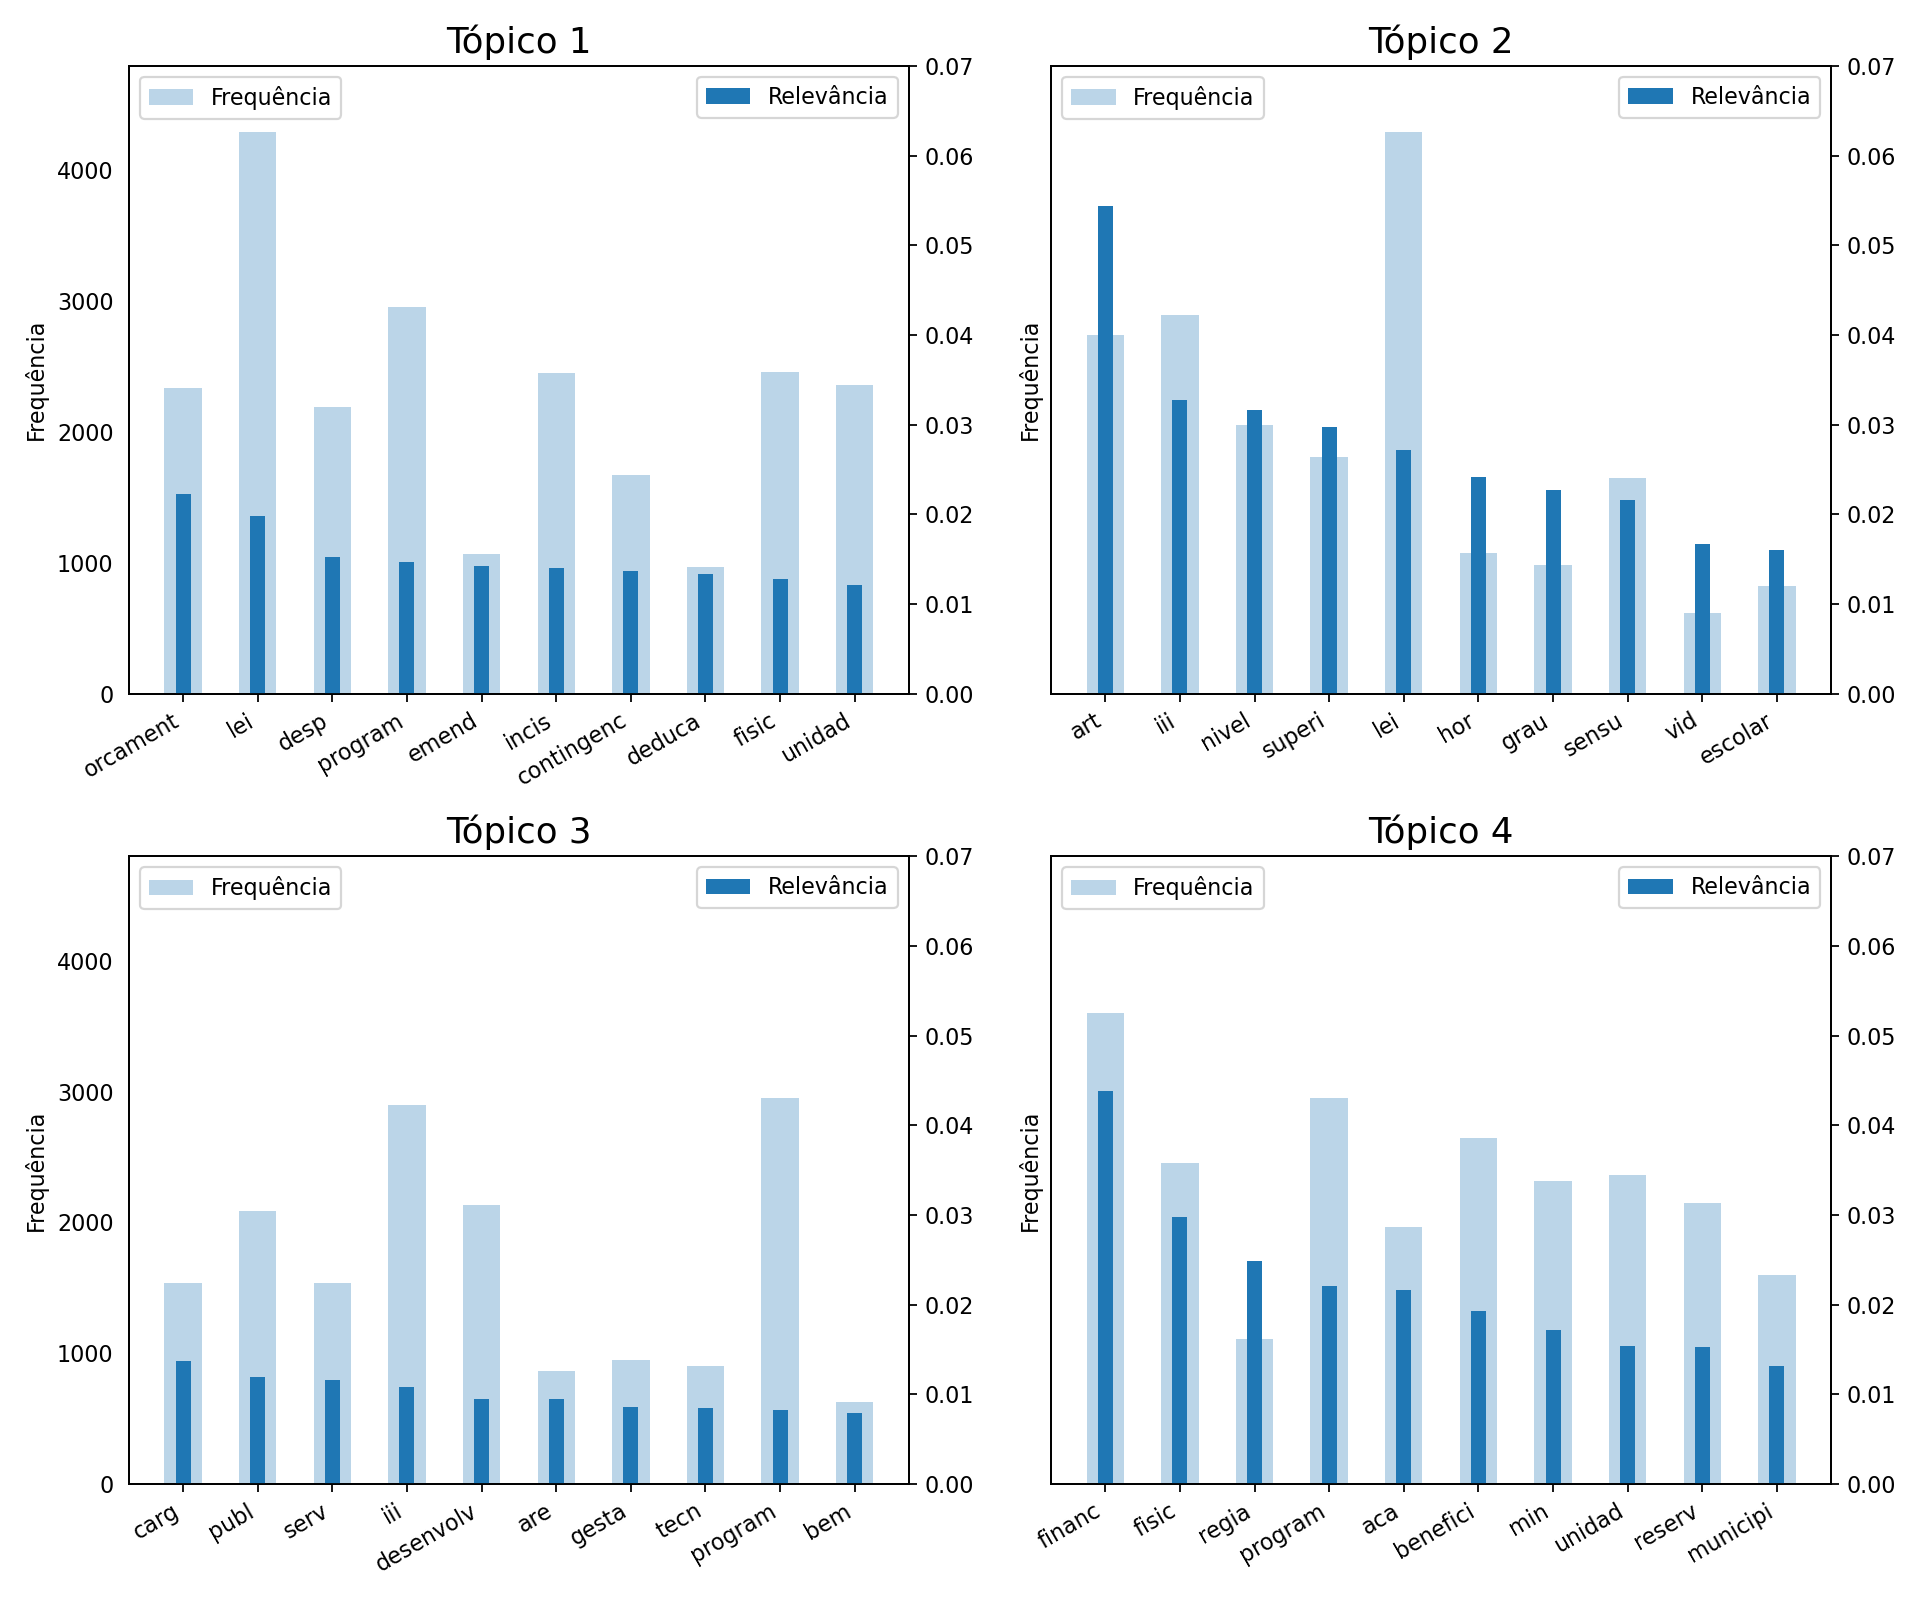 Tópico 1
Frequência
Relevância
0.07
0.06
0.05
0.04
0.03
0.02
0.01
0.00
4000
3000
2000
1000
0
Frequência
orcament
lei
desp
program
emend
incis
contingenc
deduca
fisic
unidad
Tópico 2
Frequência
Relevância
0.07
0.06
0.05
0.04
0.03
0.02
0.01
0.00
Frequência
art
iii
nivel
superi
lei
hor
grau
sensu
vid
escolar
Tópico 3
Frequência
Relevância
0.07
0.06
0.05
0.04
0.03
0.02
0.01
0.00
4000
3000
2000
1000
0
Frequência
carg
publ
serv
iii
desenvolv
are
gesta
tecn
program
bem
Tópico 4
Frequência
Relevância
0.07
0.06
0.05
0.04
0.03
0.02
0.01
0.00
Frequência
financ
fisic
regia
program
aca
benefici
min
unidad
reserv
municipi